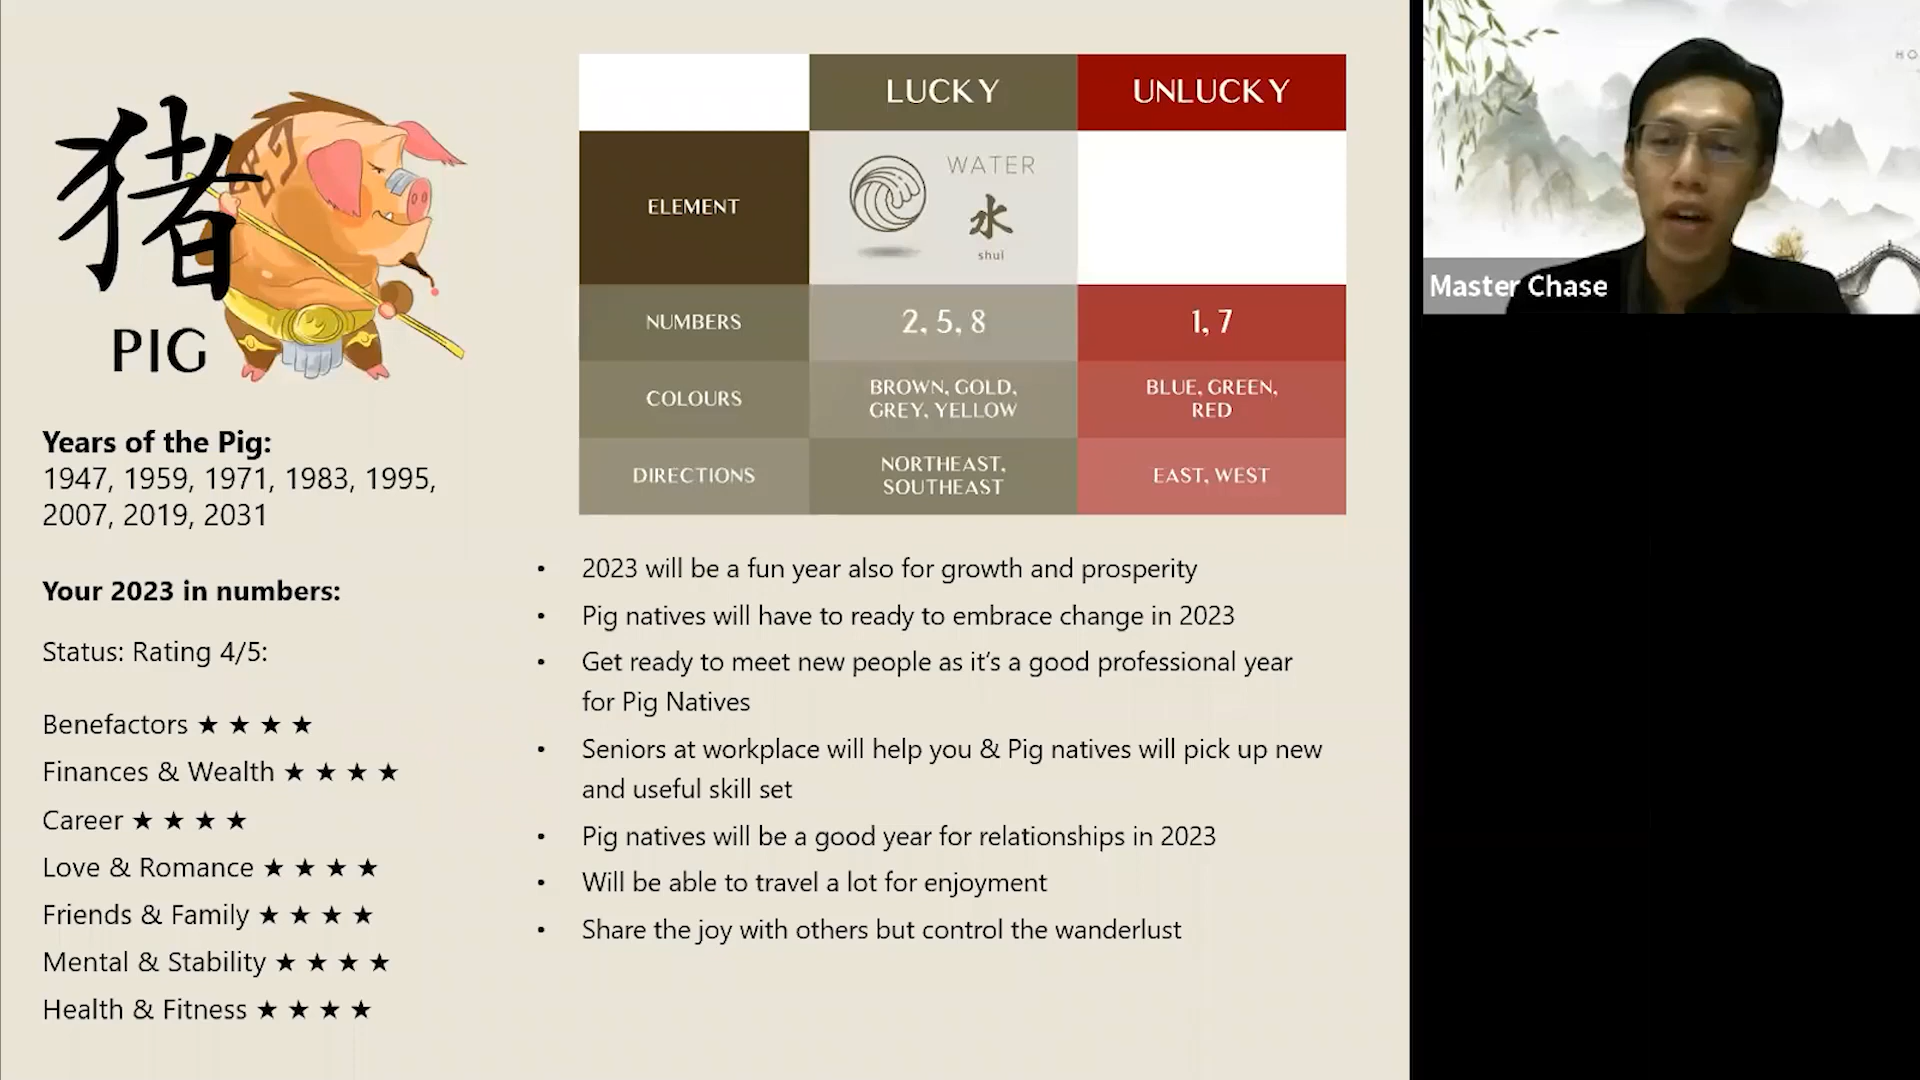 猪
PIG
Years of the Pig:
1947, 1959, 1971, 1983, 1995,
2007, 2019, 2031
Your 2023 in numbers:
Status: Rating 4/5:
Benefactors ★ ★ ★ ★
Finances & Wealth ★ ★ ★ ★
Career ★ ★ ★ ★
Love & Romance ★ ★ ★ ★
Friends & Family ★ ★ ★ ★
Mental & Stability ★ ★ ★ ★
Health & Fitness ★ ★ ★ ★
LUCKY
UNLUCKY
ELEMENT
WATER
水
shuǐ
NUMBERS
2, 5, 8
1, 7
COLOURS
BROWN, GOLD,
GREY, YELLOW
BLUE, GREEN,
RED
DIRECTIONS
NORTHEAST,
SOUTHEAST
EAST, WEST
• 2023 will be a fun year also for growth and prosperity
• Pig natives will have to ready to embrace change in 2023
• Get ready to meet new people as it’s a good professional year
for Pig Natives
• Seniors at workplace will help you & Pig natives will pick up new
and useful skill set
• Pig natives will be a good year for relationships in 2023
• Will be able to travel a lot for enjoyment
• Share the joy with others but control the wanderlust
HO
Master Chase